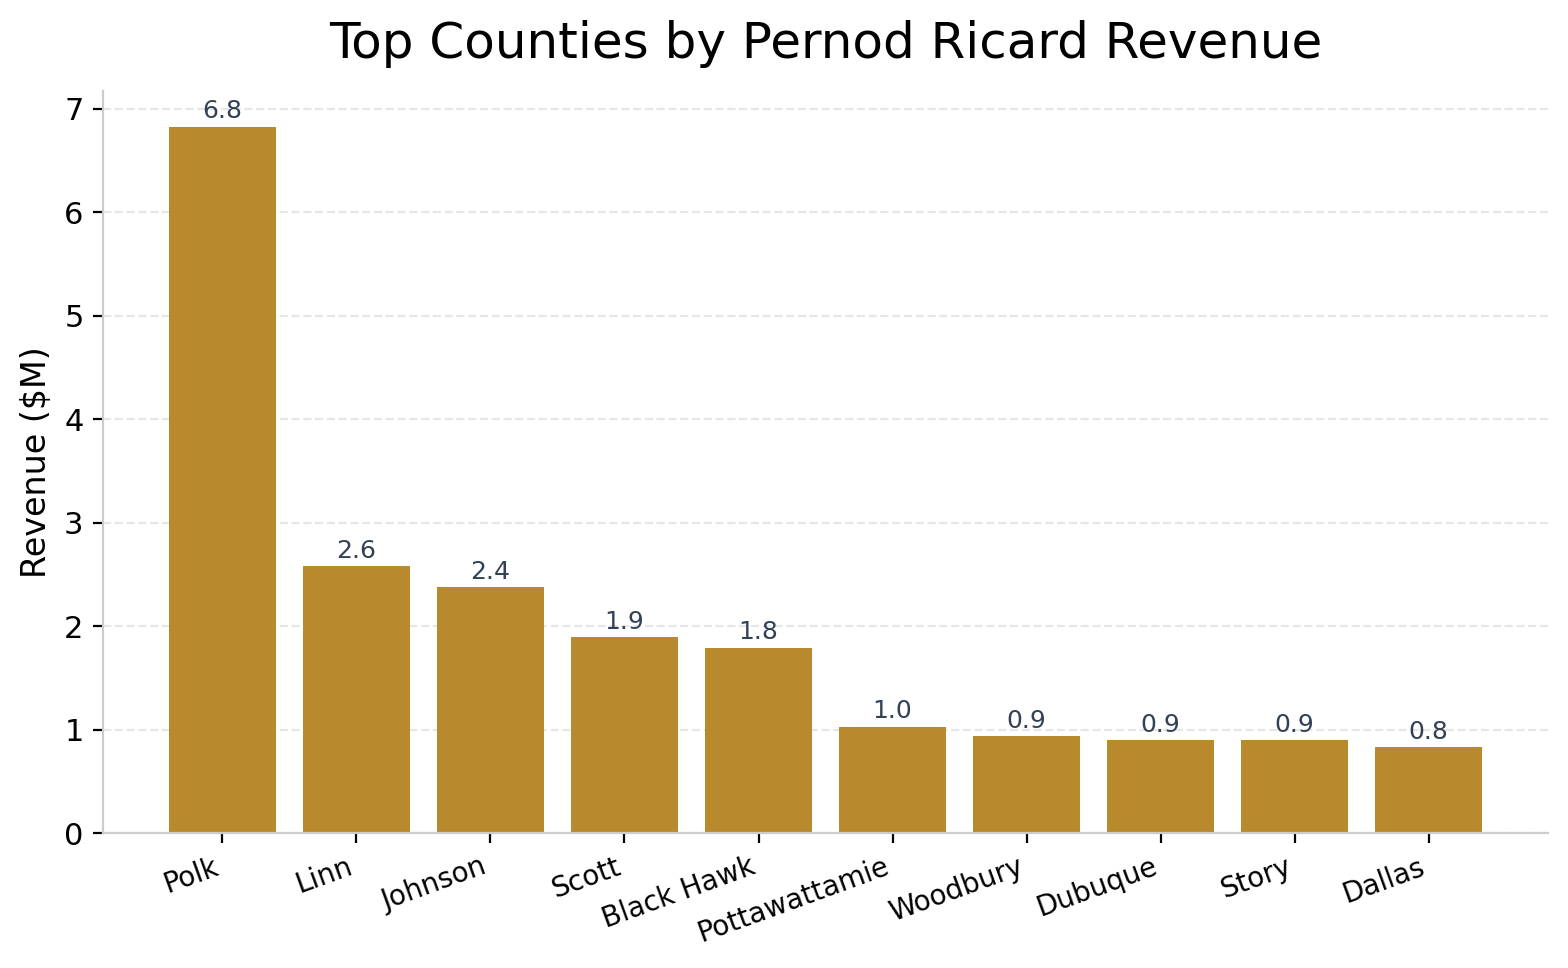 Top Counties by Pernod Ricard Revenue
Revenue ($M)
7
6
5
4
3
2
1
0
6.8
2.6
2.4
1.9
1.8
1.0
0.9
0.9
0.9
0.8
Polk
Linn
Johnson
Scott
Black Hawk
Pottawattamie
Woodbury
Dubuque
Story
Dallas